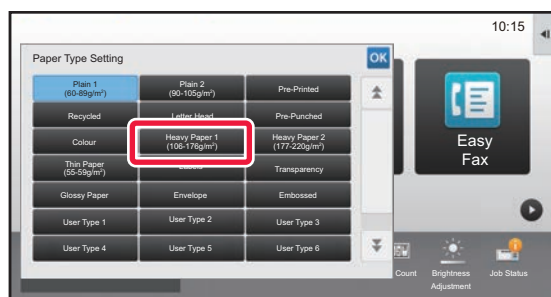 10:15
Paper Type Setting
OK
Plain 1
(60-89g/m²)
Plain 2
(90-105g/m²)
Pre-Printed
Recycled
Letter Head
Pre-Punched
Colour
Heavy Paper 1
(106-176g/m²)
Heavy Paper 2
(177-220g/m²)
Thin Paper
(55-59g/m²)
Labels
Transparency
Glossy Paper
Envelope
Embossed
User Type 1
User Type 2
User Type 3
User Type 4
User Type 5
User Type 6
Easy
Fax
Count
Brightness
Adjustment
Job Status